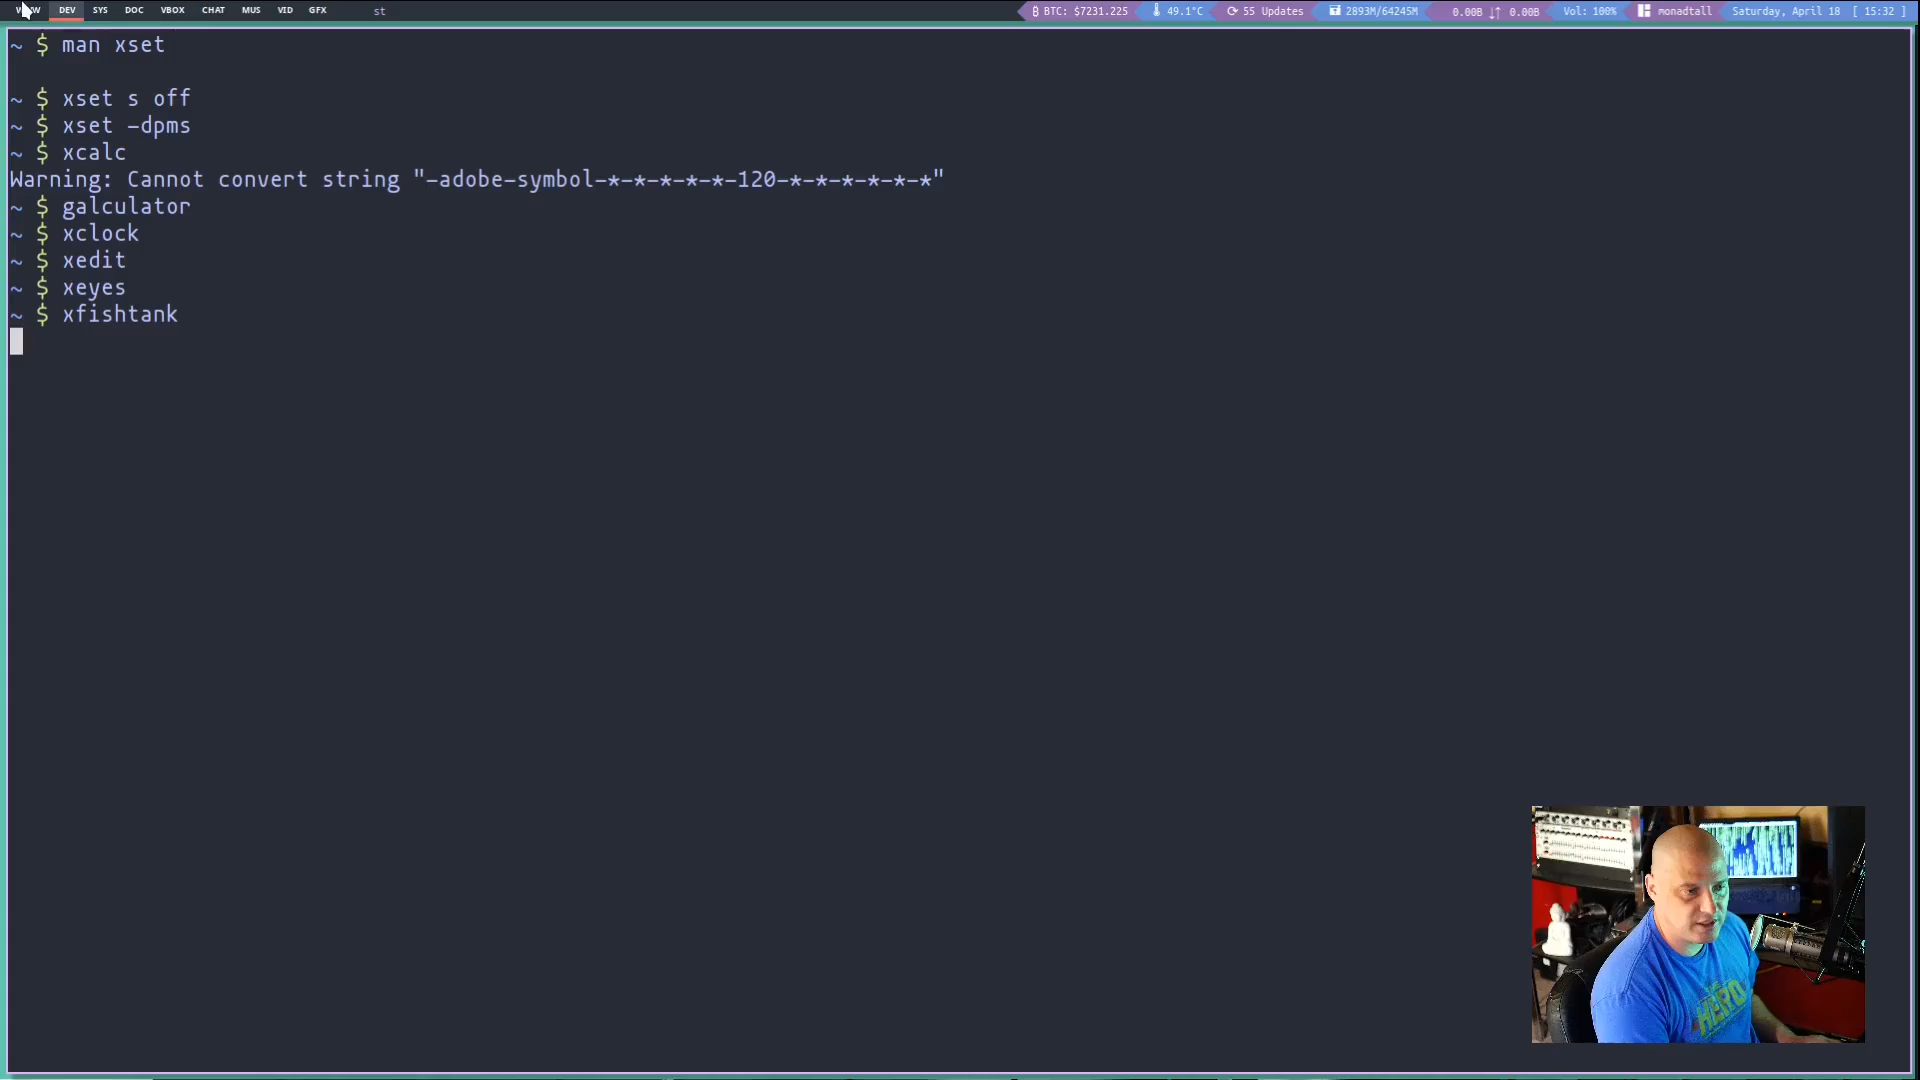 DEV SYS DOC VBOX CHAT MUS VID GFX st BTC: $7231.225 49.1°C 55 Updates 2893M/64245M 0.00B ↓↑ 0.00B Vol: 100% monadtall Saturday, April 18 [ 15:32 ]
~ $ man xset
~ $ xset s off
~ $ xset -dpms
~ $ xcalc
Warning: Cannot convert string "-adobe-symbol-*-*-*-*-*-120-*-*-*-*-*-*"
~ $ galculator
~ $ xclock
~ $ xedit
~ $ xeyes
~ $ xfishtank
HERO